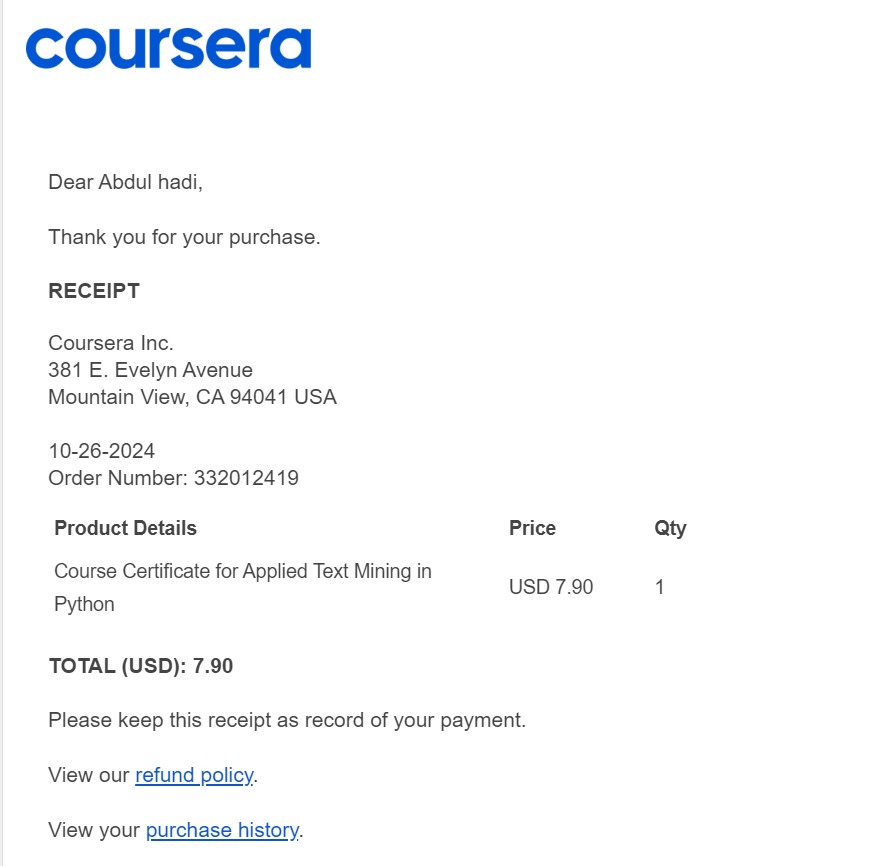 coursera
Dear Abdul hadi,
Thank you for your purchase.
RECEIPT
Coursera Inc.
381 E. Evelyn Avenue
Mountain View, CA 94041 USA
10-26-2024
Order Number: 332012419
Product Details Price Qty
Course Certificate for Applied Text Mining in
Python USD 7.90 1
TOTAL (USD): 7.90
Please keep this receipt as record of your payment.
View our refund policy.
View your purchase history.